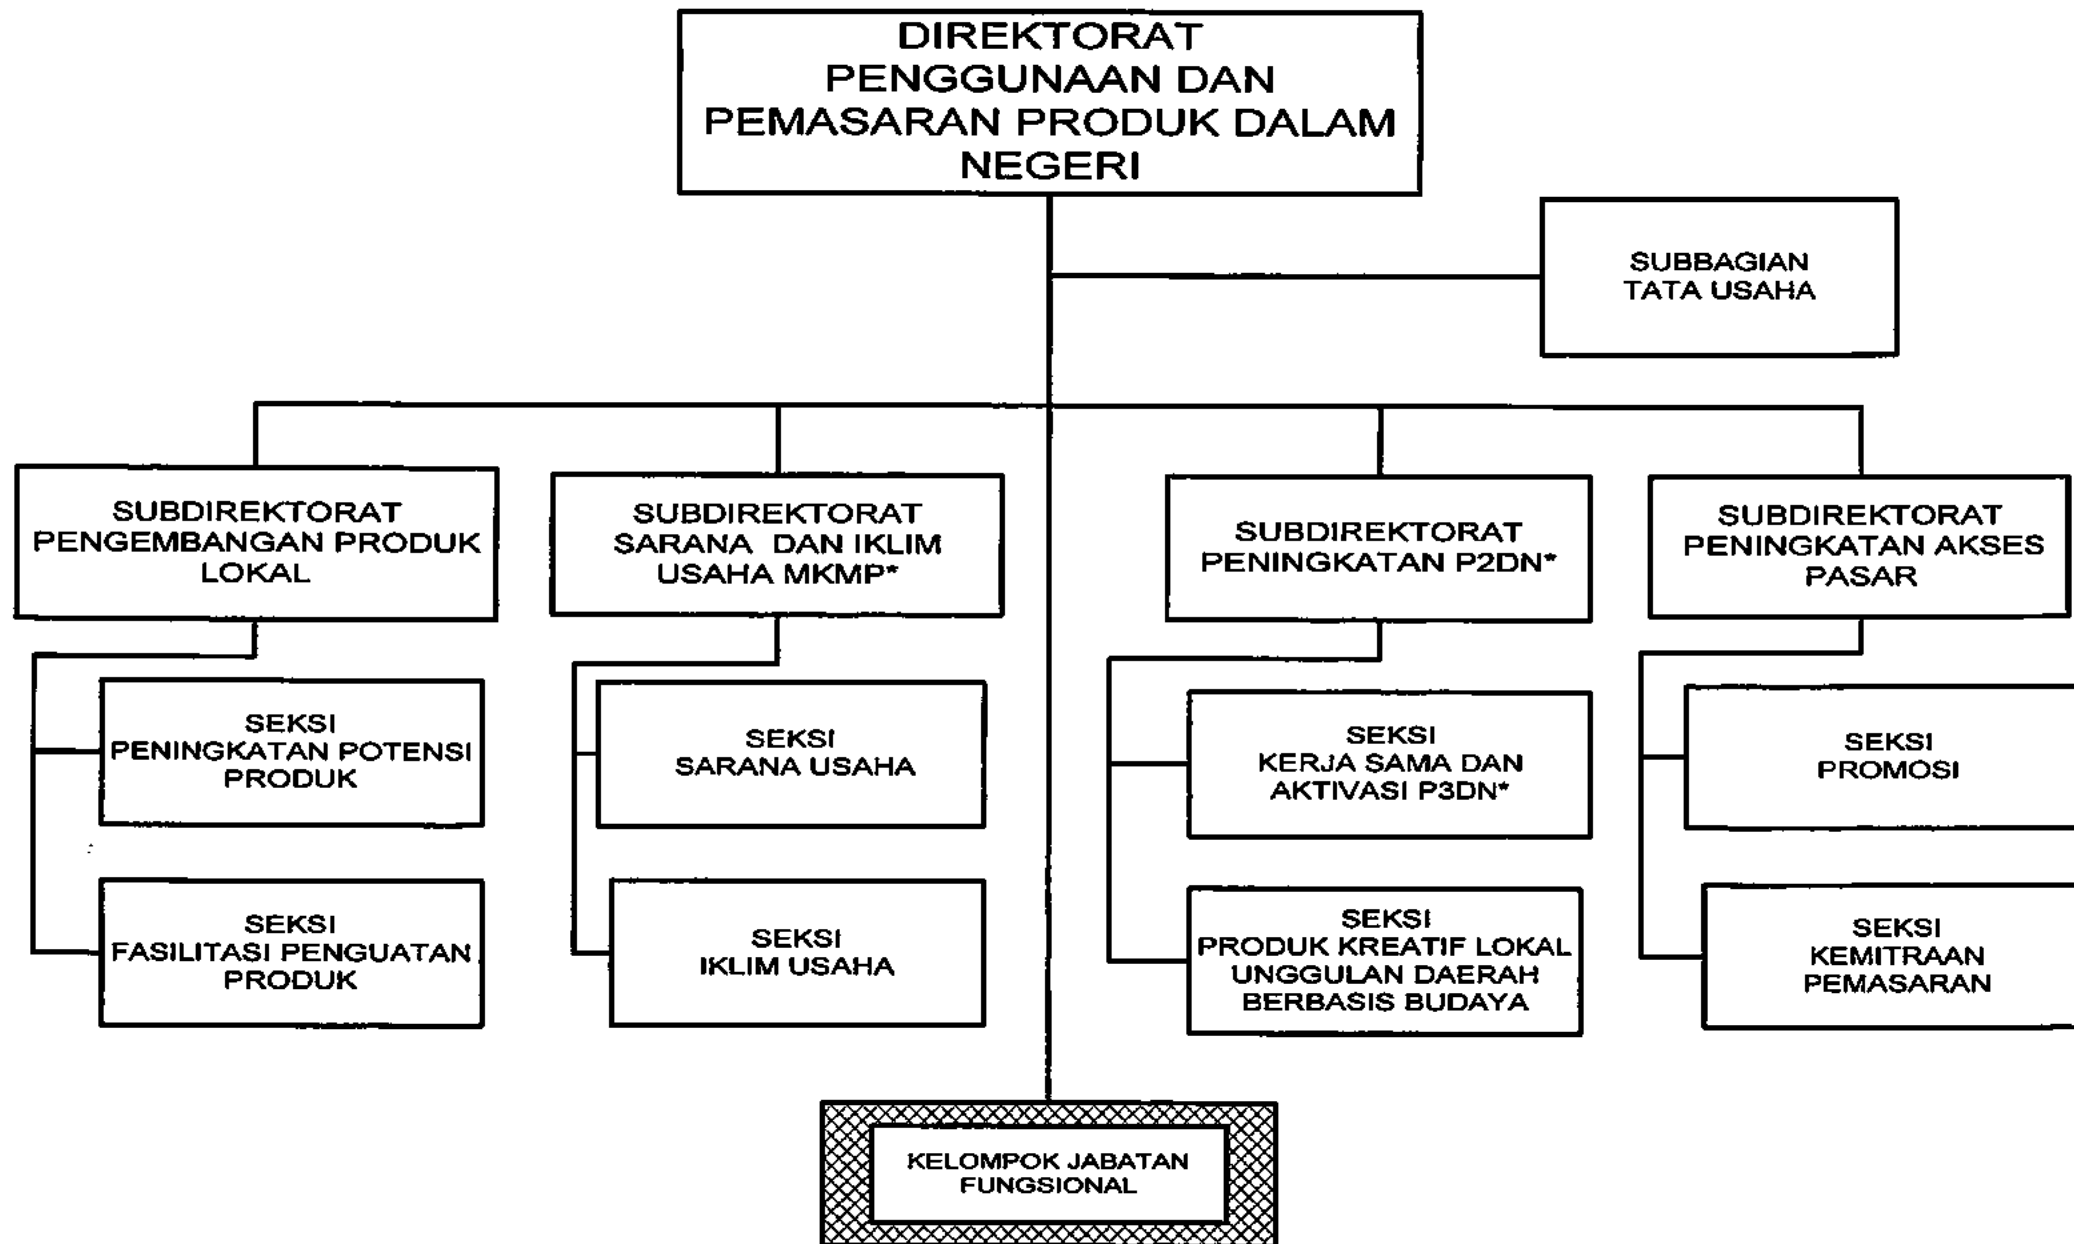 DIREKTORAT
PENGGUNAAN DAN
PEMASARAN PRODUK DALAM
NEGERI
SUBBAGIAN
TATA USAHA
SUBDIREKTORAT
PENGEMBANGAN PRODUK
LOKAL
SUBDIREKTORAT
SARANA DAN IKLIM
USAHA MKMP*
SUBDIREKTORAT
PENINGKATAN P2DN*
SUBDIREKTORAT
PENINGKATAN AKSES
PASAR
SEKSI
PENINGKATAN POTENSI
PRODUK
SEKSI
SARANA USAHA
SEKSI
KERJA SAMA DAN
AKTIVASI P3DN*
SEKSI
PROMOSI
SEKSI
FASILITASI PENGUATAN
PRODUK
SEKSI
IKLIM USAHA
SEKSI
PRODUK KREATIF LOKAL
UNGGULAN DAERAH
BERBASIS BUDAYA
SEKSI
KEMITRAAN
PEMASARAN
KELOMPOK JABATAN
FUNGSIONAL